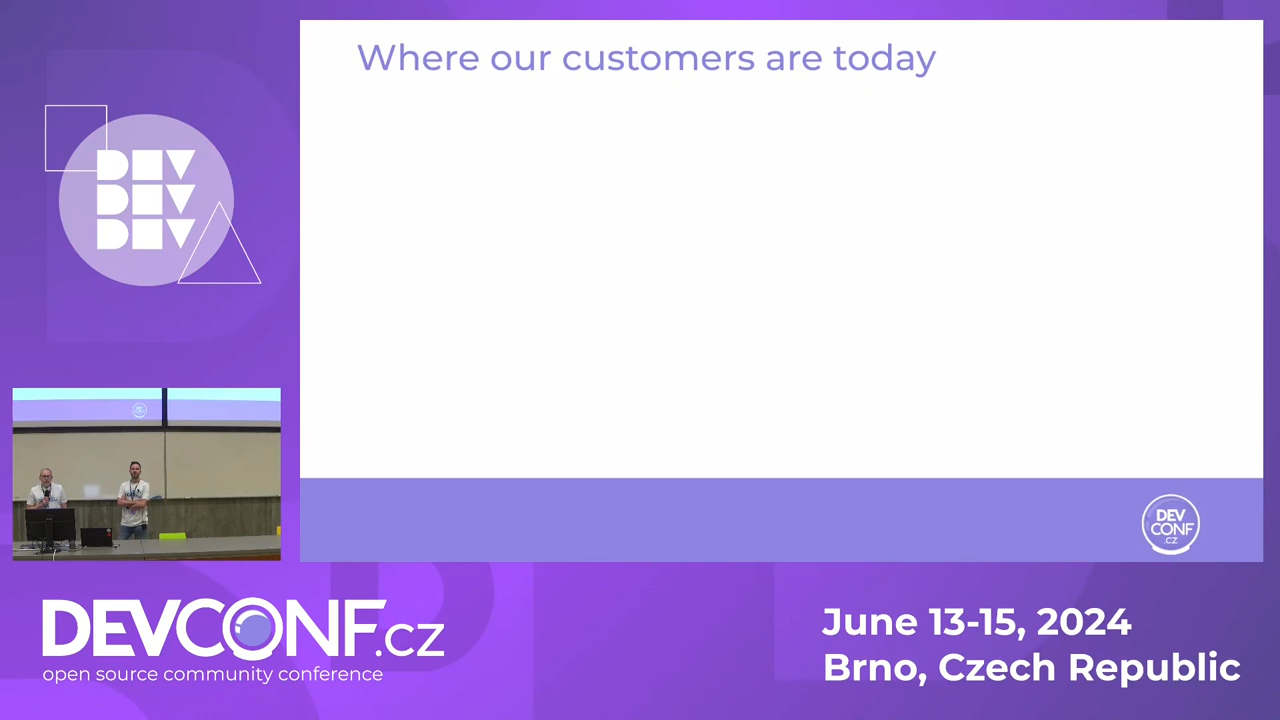 Where our customers are today
DEV
CONF
.CZ
DEV
DEV
DEV
DEVCONF.cz
open source community conference
June 13-15, 2024
Brno, Czech Republic